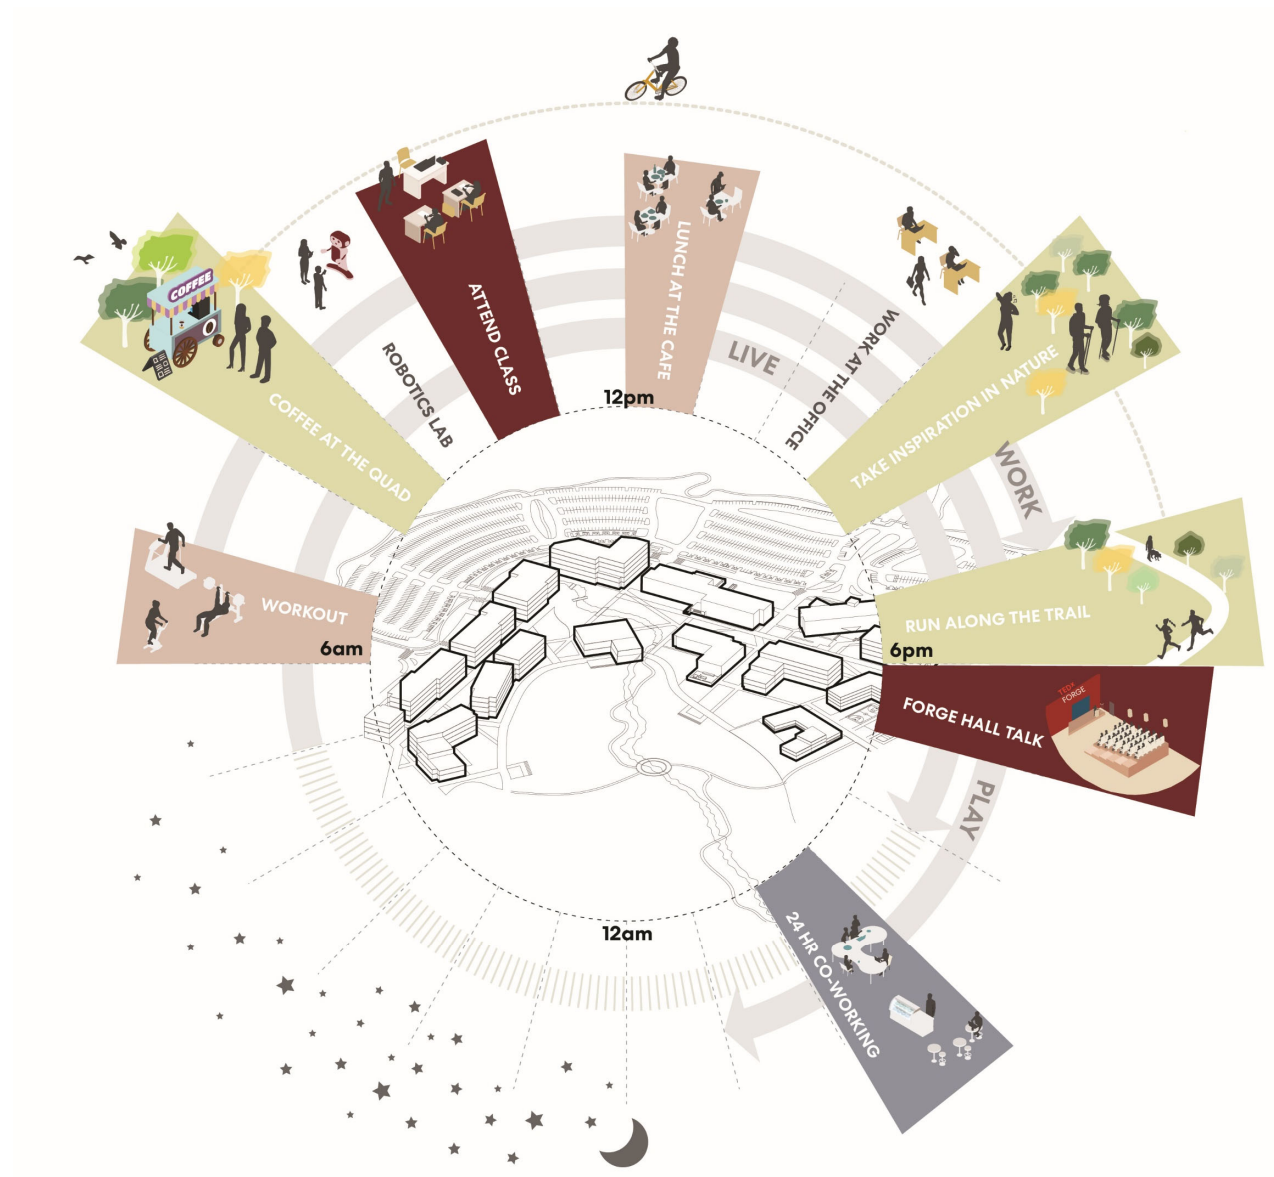 COFFEE
COFFEE AT THE QUAD
ROBOTICS LAB
ATTEND CLASS
LUNCH AT THE CAFE
12pm
LIVE
WORK AT THE OFFICE
TAKE INSPIRATION IN NATURE
WORK
WORKOUT
6am
RUN ALONG THE TRAIL
6pm
FORGE HALL TALK
TEDx
FORGE
PLAY
24 HR CO-WORKING
12am